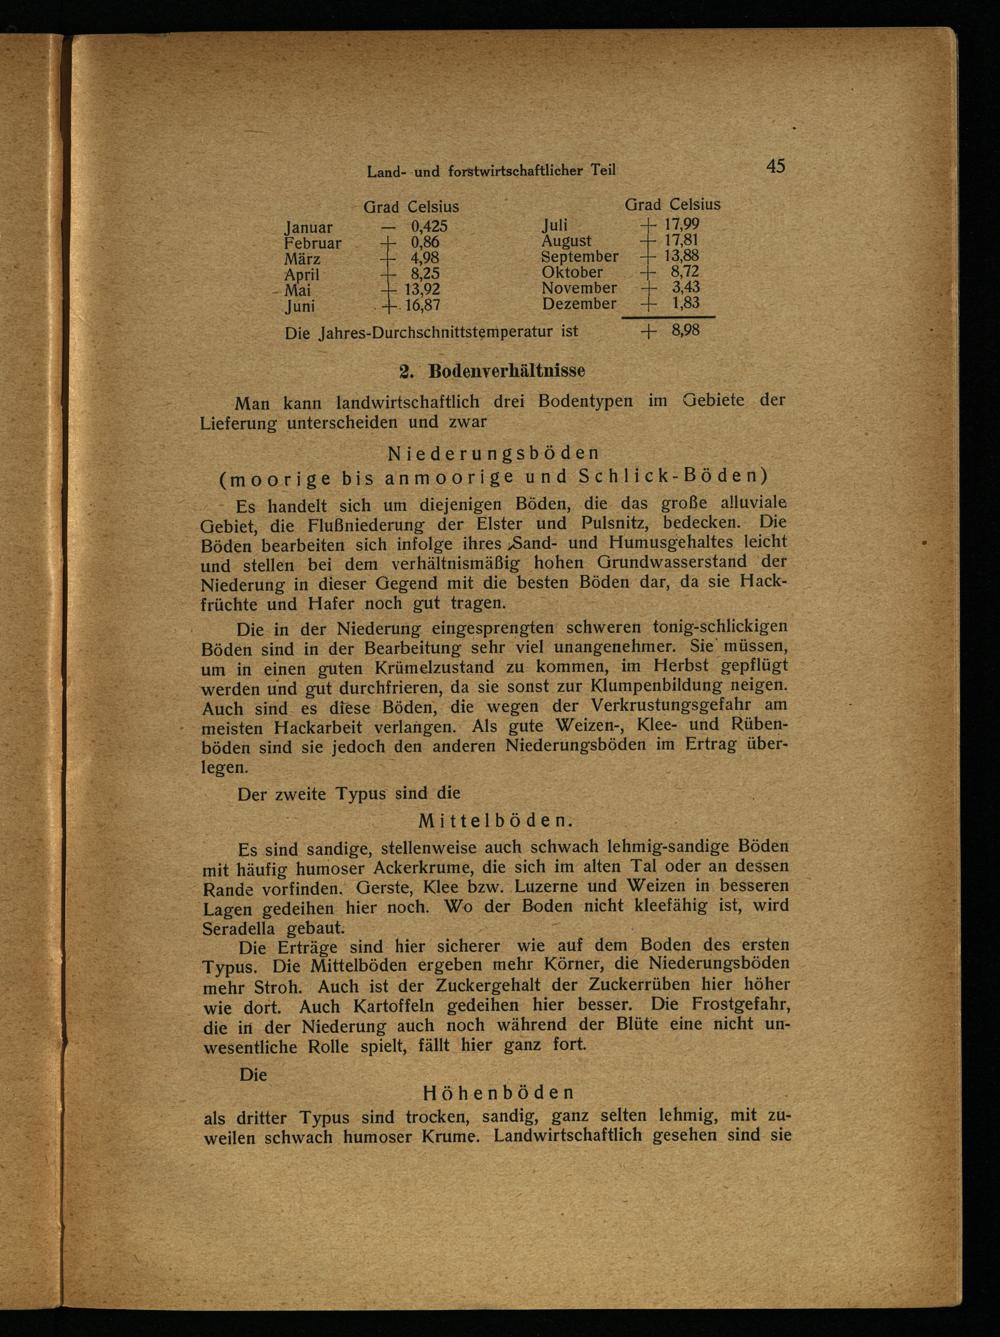 Land- und forstwirtschaftlicher Teil 45
Grad Celsius Grad Celsius
Januar — 0,425 Juli + 17,99
Februar + 0,86 August + 17,81
März + 4,98 September + 13,88
April + 8,25 Oktober + 8,72
Mai + 13,92 November + 3,43
Juni + 16,87 Dezember + 1,83
Die Jahres-Durchschnittstemperatur ist + 8,98
2. Bodenverhältnisse
Man kann landwirtschaftlich drei Bodentypen im Gebiete der
Lieferung unterscheiden und zwar
Niederungsböden
(moorige bis anmoorige und Schlick-Böden)
Es handelt sich um diejenigen Böden, die das große alluviale
Gebiet, die Flußniederung der Elster und Pulsnitz, bedecken. Die
Böden bearbeiten sich infolge ihres Sand- und Humusgehaltes leicht
und stellen bei dem verhältnismäßig hohen Grundwasserstand der
Niederung in dieser Gegend mit die besten Böden dar, da sie Hack-
früchte und Hafer noch gut tragen.
Die in der Niederung eingesprengten schweren tonig-schlickigen
Böden sind in der Bearbeitung sehr viel unangenehmer. Sie müssen,
um in einen guten Krümelzustand zu kommen, im Herbst gepflügt
werden und gut durchfrieren, da sie sonst zur Klumpenbildung neigen.
Auch sind es diese Böden, die wegen der Verkrustungsgefahr am
meisten Hackarbeit verlangen. Als gute Weizen-, Klee- und Rüben-
böden sind sie jedoch den anderen Niederungsböden im Ertrag über-
legen.
Der zweite Typus sind die
Mittelböden.
Es sind sandige, stellenweise auch schwach lehmig-sandige Böden
mit häufig humoser Ackerkrume, die sich im alten Tal oder an dessen
Rande vorfinden. Gerste, Klee bzw. Luzerne und Weizen in besseren
Lagen gedeihen hier noch. Wo der Boden nicht kleefähig ist, wird
Seradella gebaut.
Die Erträge sind hier sicherer wie auf dem Boden des ersten
Typus. Die Mittelböden ergeben mehr Körner, die Niederungsböden
mehr Stroh. Auch ist der Zuckergehalt der Zuckerrüben hier höher
wie dort. Auch Kartoffeln gedeihen hier besser. Die Frostgefahr,
die in der Niederung auch noch während der Blüte eine nicht un-
wesentliche Rolle spielt, fällt hier ganz fort.
Die
Höhenböden
als dritter Typus sind trocken, sandig, ganz selten lehmig, mit zu-
weilen schwach humoser Krume. Landwirtschaftlich gesehen sind sie